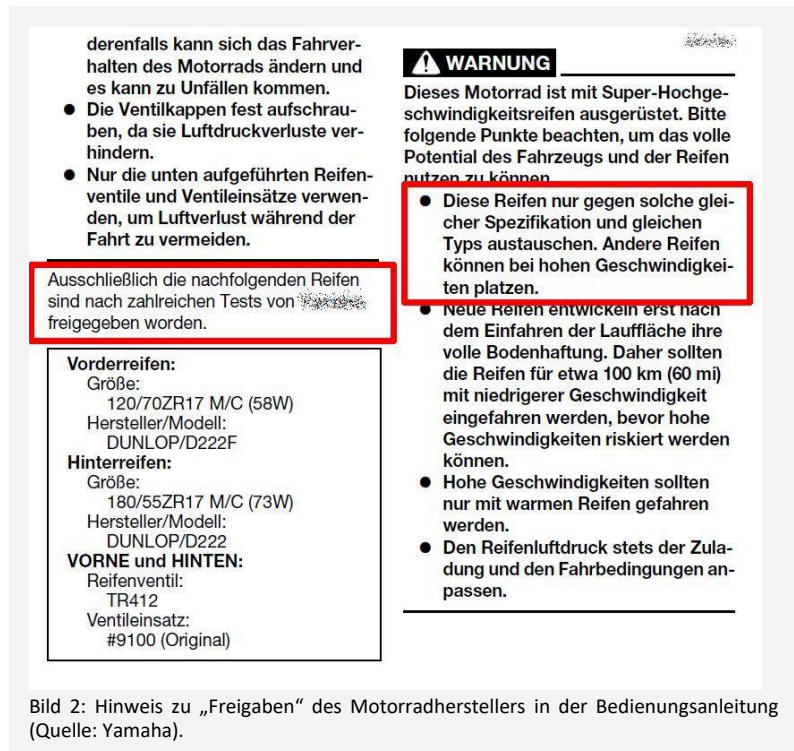 derenfalls kann sich das Fahrver-
halten des Motorrads ändern und
es kann zu Unfällen kommen.
● Die Ventilkappen fest aufschrau-
ben, da sie Luftdruckverluste ver-
hindern.
● Nur die unten aufgeführten Reifen-
ventile und Ventileinsätze verwen-
den, um Luftverlust während der
Fahrt zu vermeiden.
Ausschließlich die nachfolgenden Reifen
sind nach zahlreichen Tests von
freigegeben worden.
Vorderreifen:
Größe:
120/70ZR17 M/C (58W)
Hersteller/Modell:
DUNLOP/D222F
Hinterreifen:
Größe:
180/55ZR17 M/C (73W)
Hersteller/Modell:
DUNLOP/D222
VORNE und HINTEN:
Reifenventil:
TR412
Ventileinsatz:
#9100 (Original)
WARNUNG
Dieses Motorrad ist mit Super-Hochge-
schwindigkeitsreifen ausgerüstet. Bitte
folgende Punkte beachten, um das volle
Potential des Fahrzeugs und der Reifen
nutzen zu können.
● Diese Reifen nur gegen solche glei-
cher Spezifikation und gleichen
Typs austauschen. Andere Reifen
können bei hohen Geschwindigkei-
ten platzen.
● Neue Reifen entwickeln erst nach
dem Einfahren der Lauffläche ihre
volle Bodenhaftung. Daher sollten
die Reifen für etwa 100 km (60 mi)
mit niedrigerer Geschwindigkeit
eingefahren werden, bevor hohe
Geschwindigkeiten riskiert werden
können.
● Hohe Geschwindigkeiten sollten
nur mit warmen Reifen gefahren
werden.
● Den Reifenluftdruck stets der Zula-
dung und den Fahrbedingungen an-
passen.
Bild 2: Hinweis zu „Freigaben“ des Motorradherstellers in der Bedienungsanleitung
(Quelle: Yamaha).